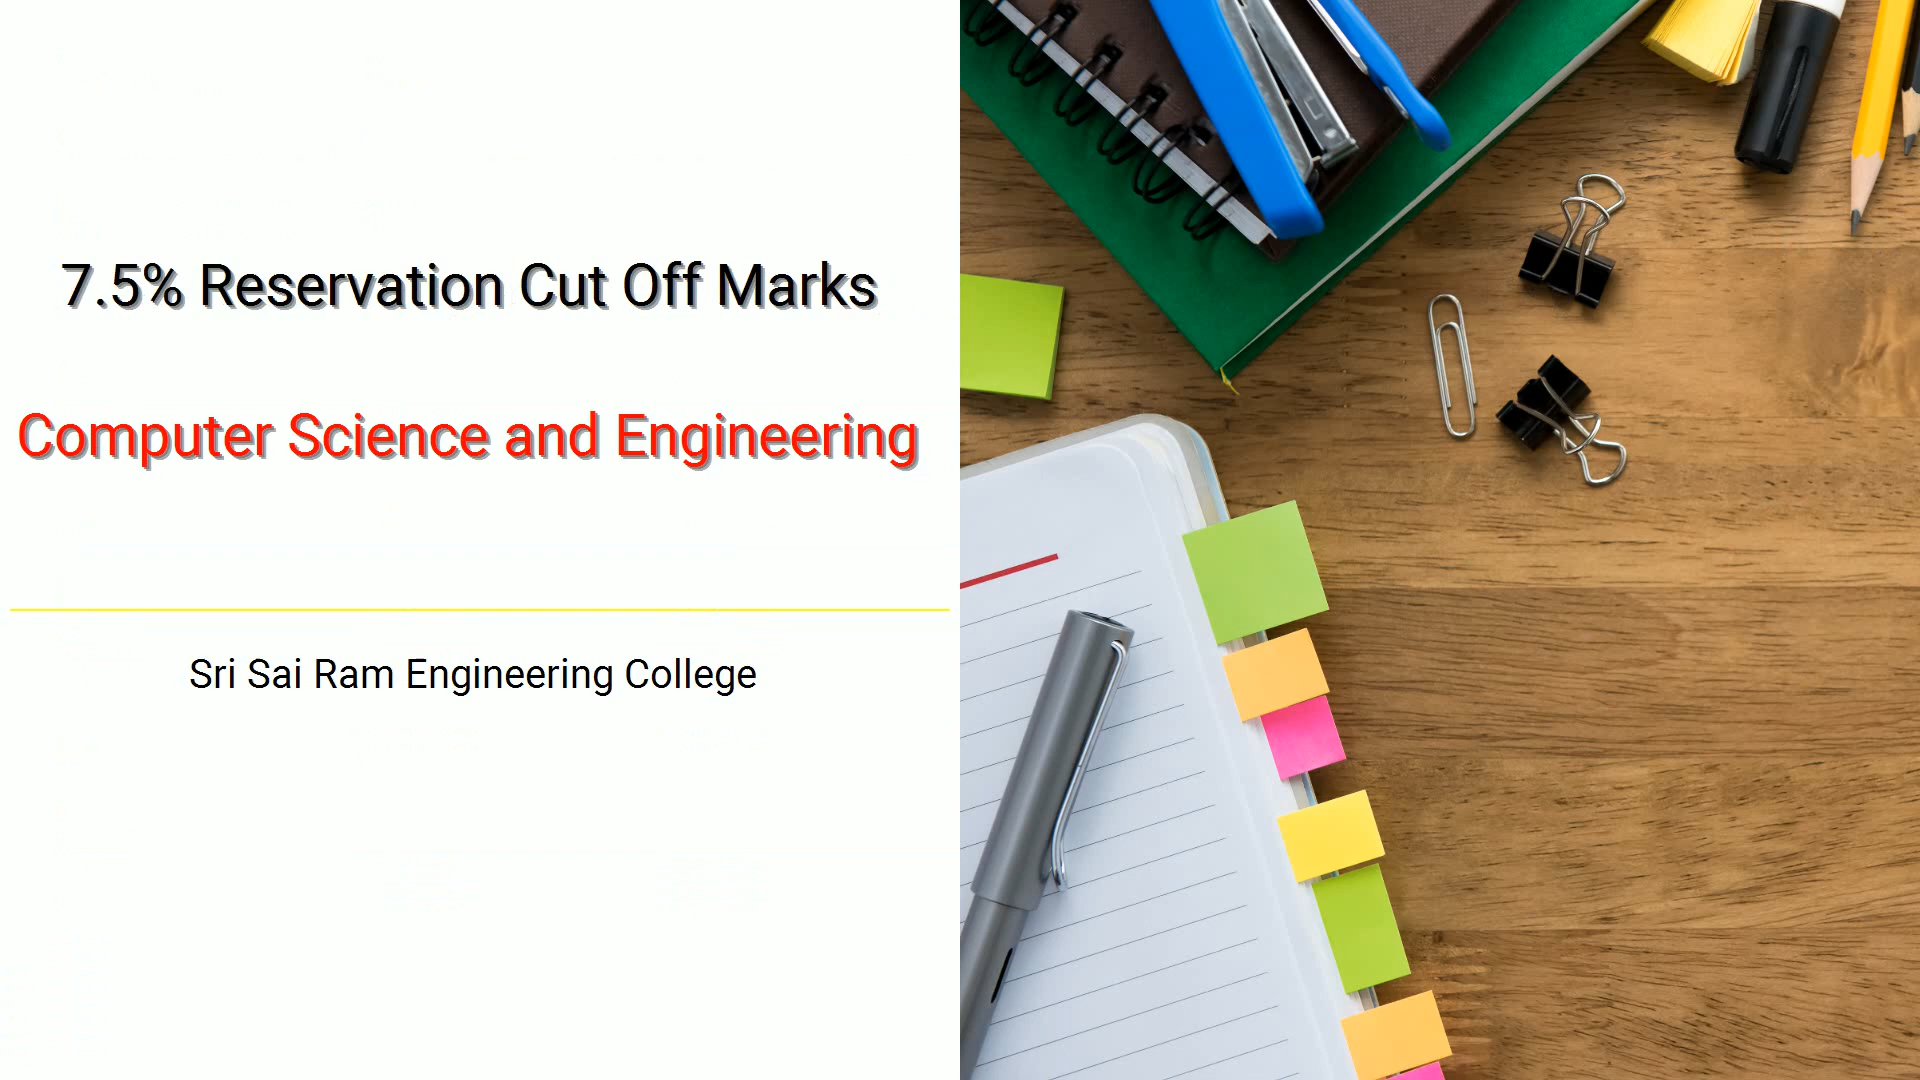 7.5% Reservation Cut Off Marks
Computer Science and Engineering
Sri Sai Ram Engineering College